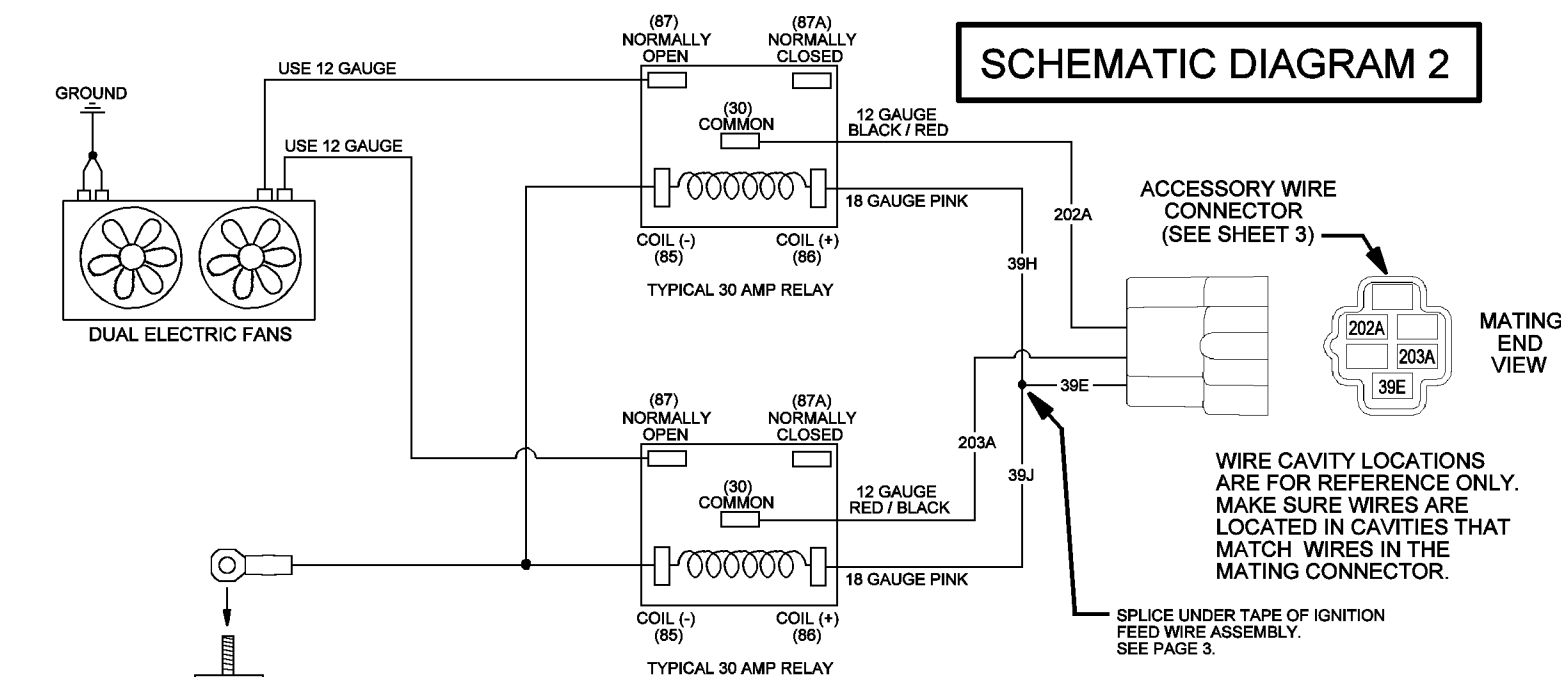 SCHEMATIC DIAGRAM 2
(87)
NORMALLY
OPEN
(87A)
NORMALLY
CLOSED
USE 12 GAUGE
GROUND
(30)
COMMON
12 GAUGE
BLACK / RED
USE 12 GAUGE
18 GAUGE PINK
COIL (-)
(85)
COIL (+)
(86)
TYPICAL 30 AMP RELAY
DUAL ELECTRIC FANS
202A
39H
ACCESSORY WIRE
CONNECTOR
(SEE SHEET 3)
202A
203A
39E
MATING
END
VIEW
39E
(87)
NORMALLY
OPEN
(87A)
NORMALLY
CLOSED
203A
39J
(30)
COMMON
12 GAUGE
RED / BLACK
18 GAUGE PINK
COIL (-)
(85)
COIL (+)
(86)
TYPICAL 30 AMP RELAY
WIRE CAVITY LOCATIONS
ARE FOR REFERENCE ONLY.
MAKE SURE WIRES ARE
LOCATED IN CAVITIES THAT
MATCH WIRES IN THE
MATING CONNECTOR.
SPLICE UNDER TAPE OF IGNITION
FEED WIRE ASSEMBLY.
SEE PAGE 3.